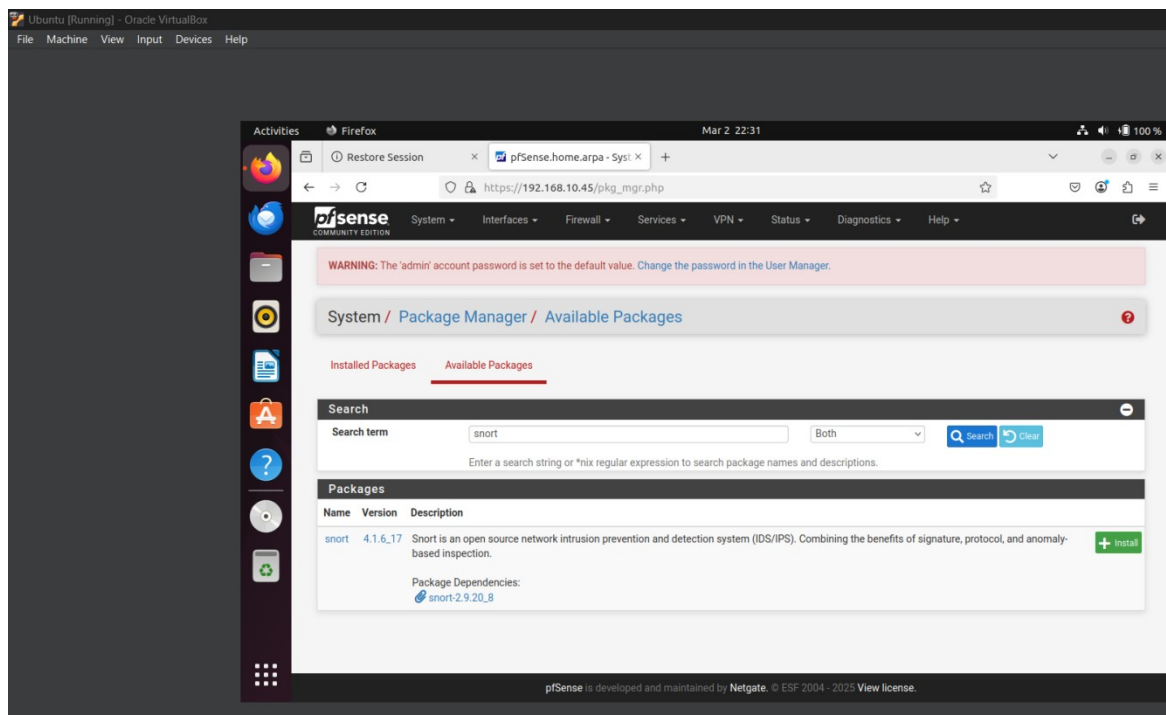 Ubuntu [Running] - Oracle VirtualBox
File Machine View Input Devices Help
Activities Firefox Mar 2 22:31 100 %
Restore Session × pfSense.home.arpa - Syst × +
https://192.168.10.45/pkg_mgr.php
pfsense System Interfaces Firewall Services VPN Status Diagnostics Help
COMMUNITY EDITION
WARNING: The 'admin' account password is set to the default value. Change the password in the User Manager.
System / Package Manager / Available Packages
Installed Packages Available Packages
Search
Search term snort Both Search Clear
Enter a search string or *nix regular expression to search package names and descriptions.
Packages
Name Version Description
snort 4.1.6_17 Snort is an open source network intrusion prevention and detection system (IDS/IPS). Combining the benefits of signature, protocol, and anomaly-
based inspection.
Install
Package Dependencies:
snort-2.9.20_8
pfSense is developed and maintained by Netgate. © ESF 2004 - 2025 View license.